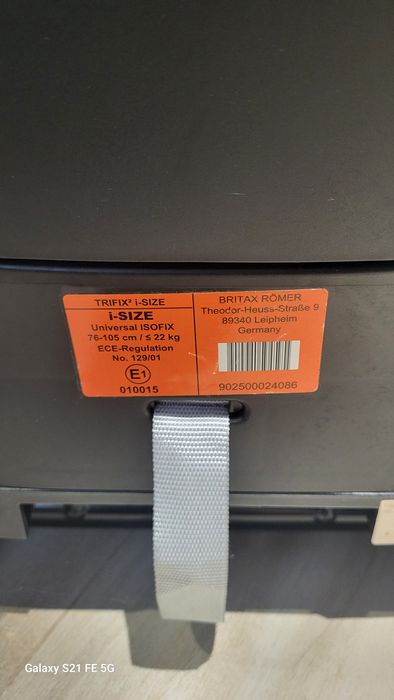 TRIFIX² i-SIZE
i-SIZE
Universal ISOFIX
76-105 cm / ≤ 22 kg
ECE-Regulation
No. 129/01
E1
010015
BRITAX RÖMER
Theodor-Heuss-Straße 9
89340 Leipheim
Germany
902500024086
Galaxy S21 FE 5G